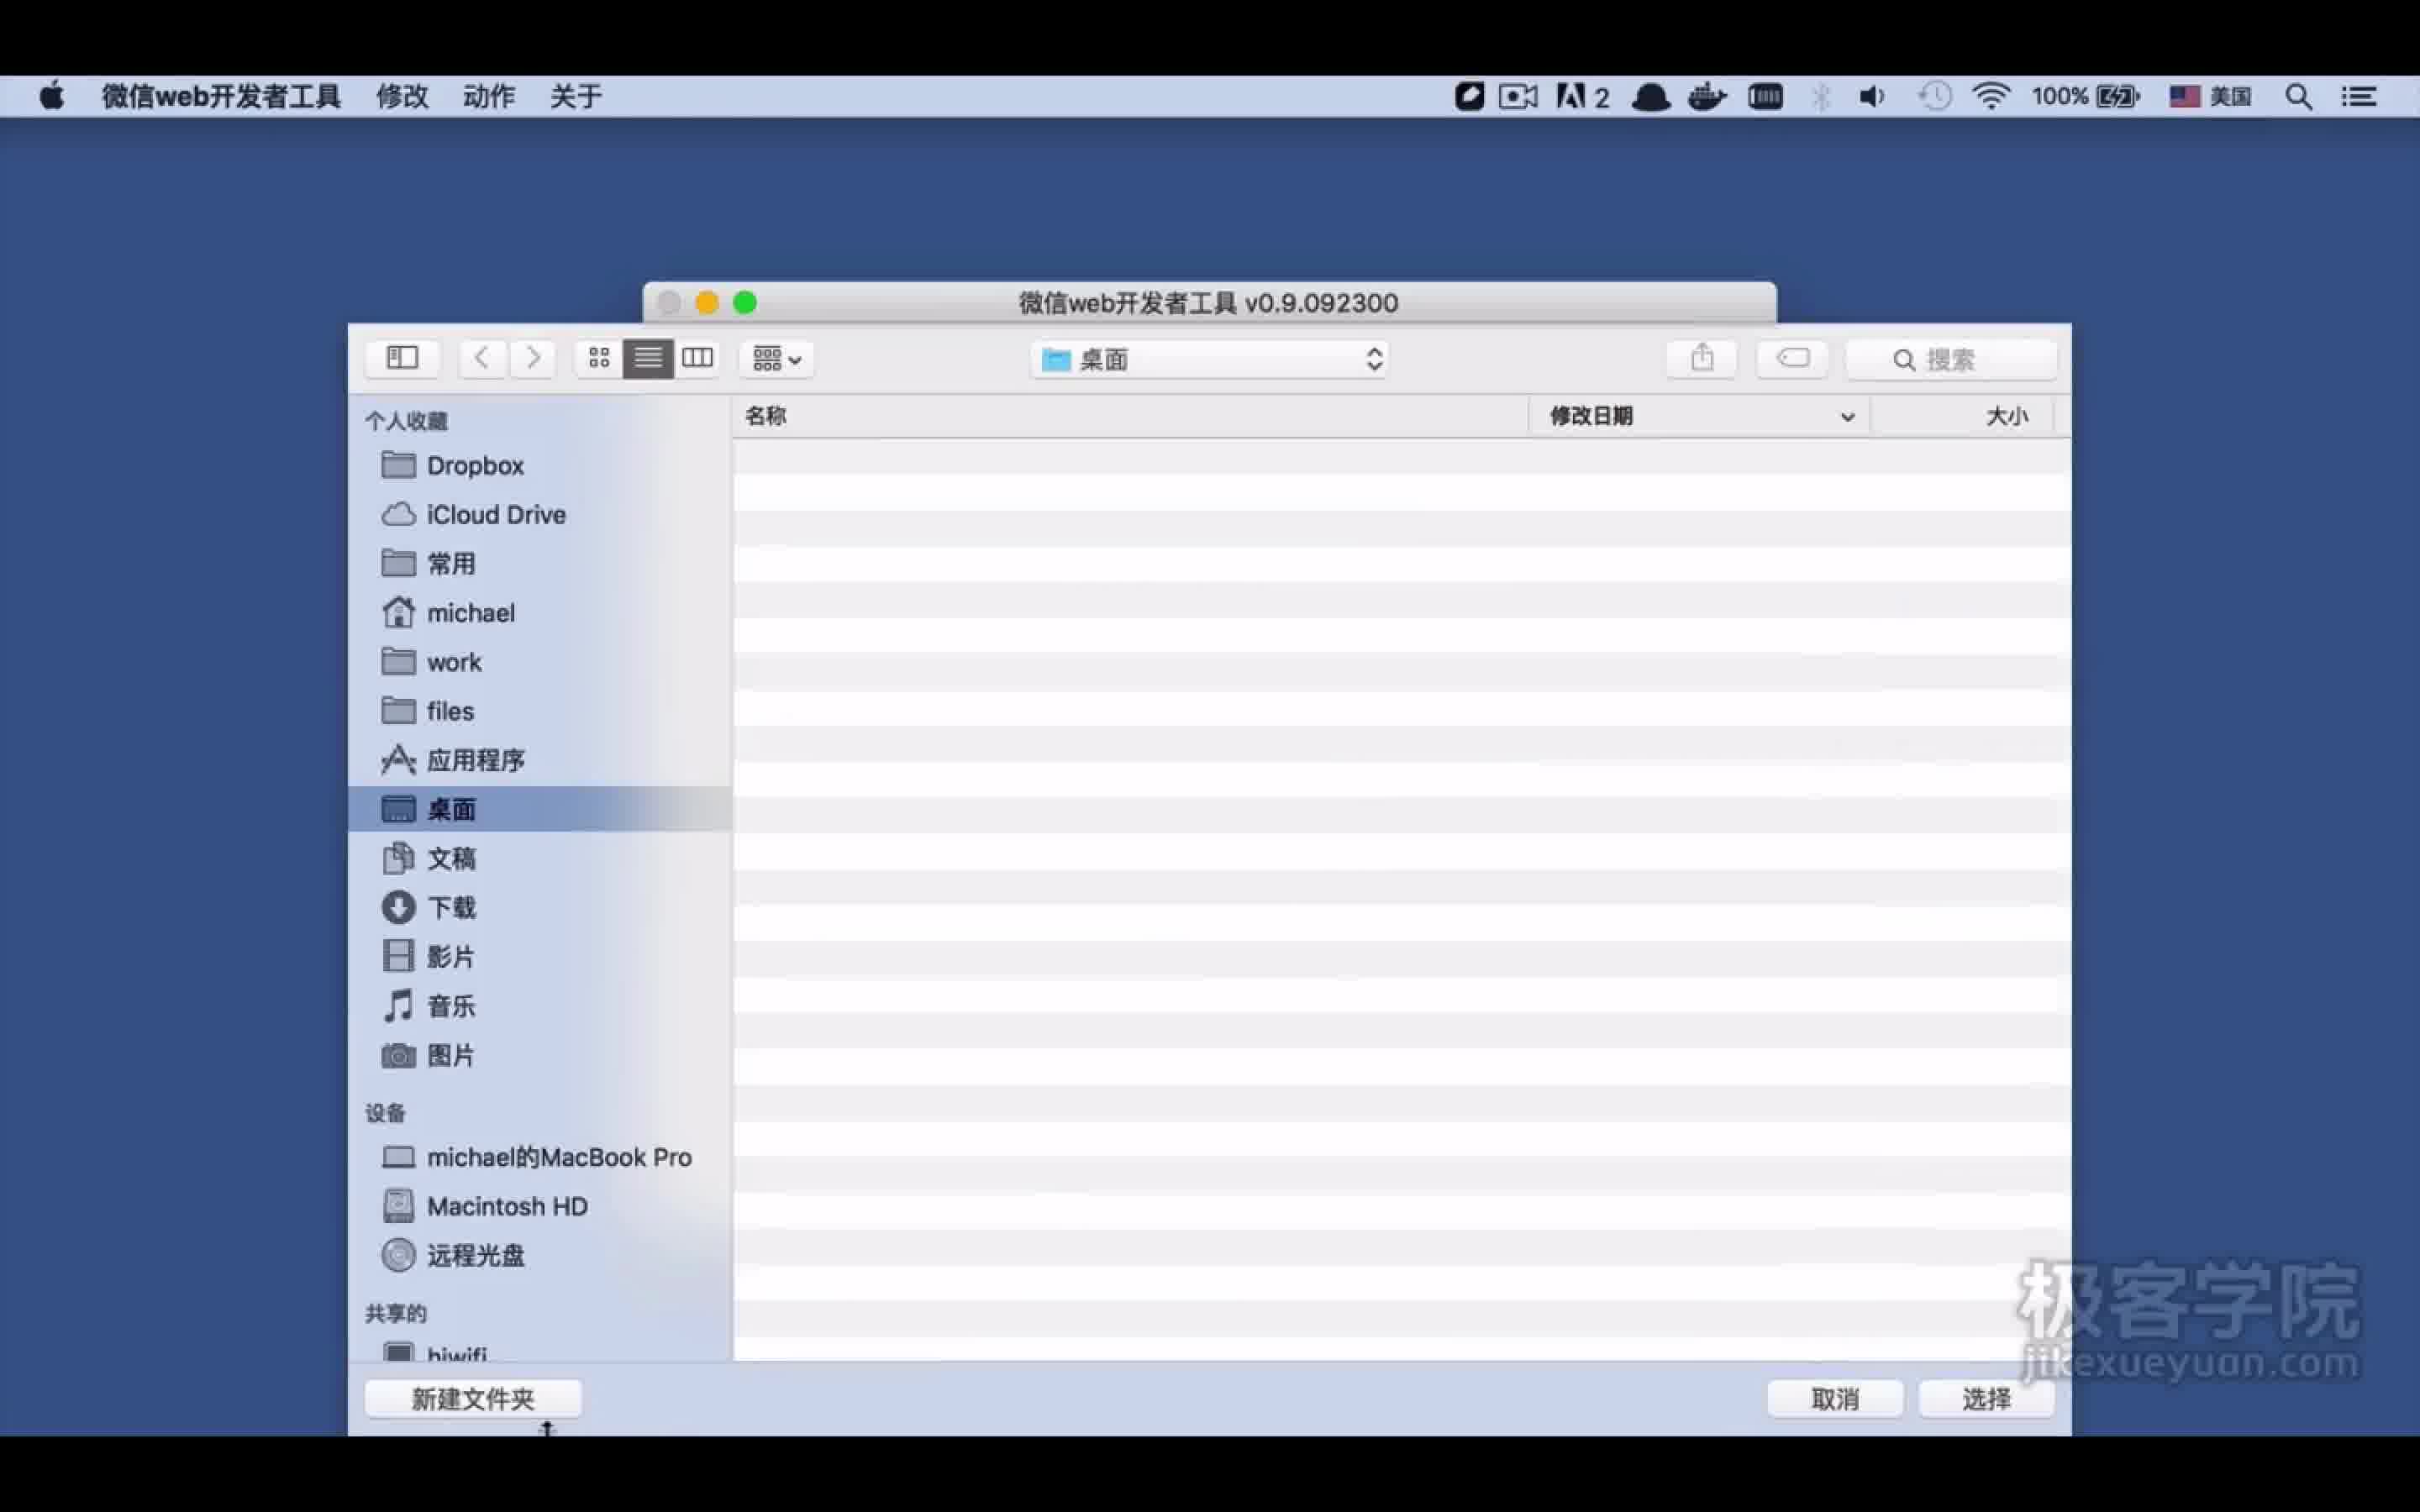 微信web开发者工具 修改 动作 关于 2 100% 美国
微信web开发者工具 v0.9.092300
桌面 搜索
个人收藏 名称 修改日期 大小
Dropbox
iCloud Drive
常用
michael
work
files
应用程序
桌面
文稿
下载
影片
音乐
图片
设备
michael的MacBook Pro
Macintosh HD
远程光盘
共享的
hiwifi
极客学院
jikexueyuan.com
新建文件夹 取消 选择